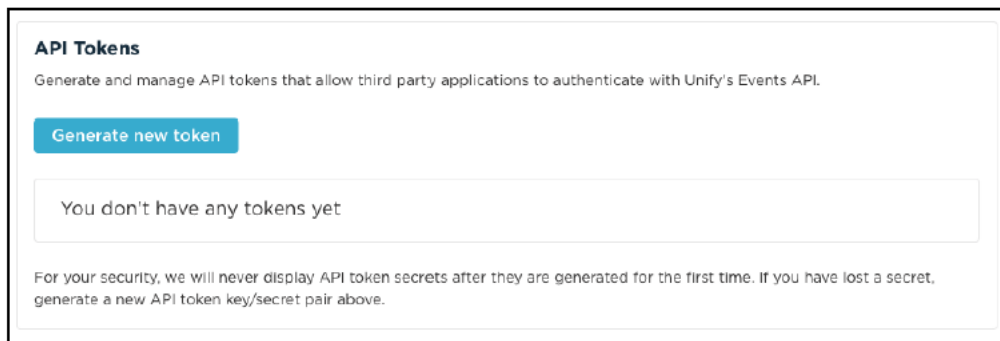 API Tokens
Generate and manage API tokens that allow third party applications to authenticate with Unify's Events API.
Generate new token
You don't have any tokens yet
For your security, we will never display API token secrets after they are generated for the first time. If you have lost a secret,
generate a new API token key/secret pair above.